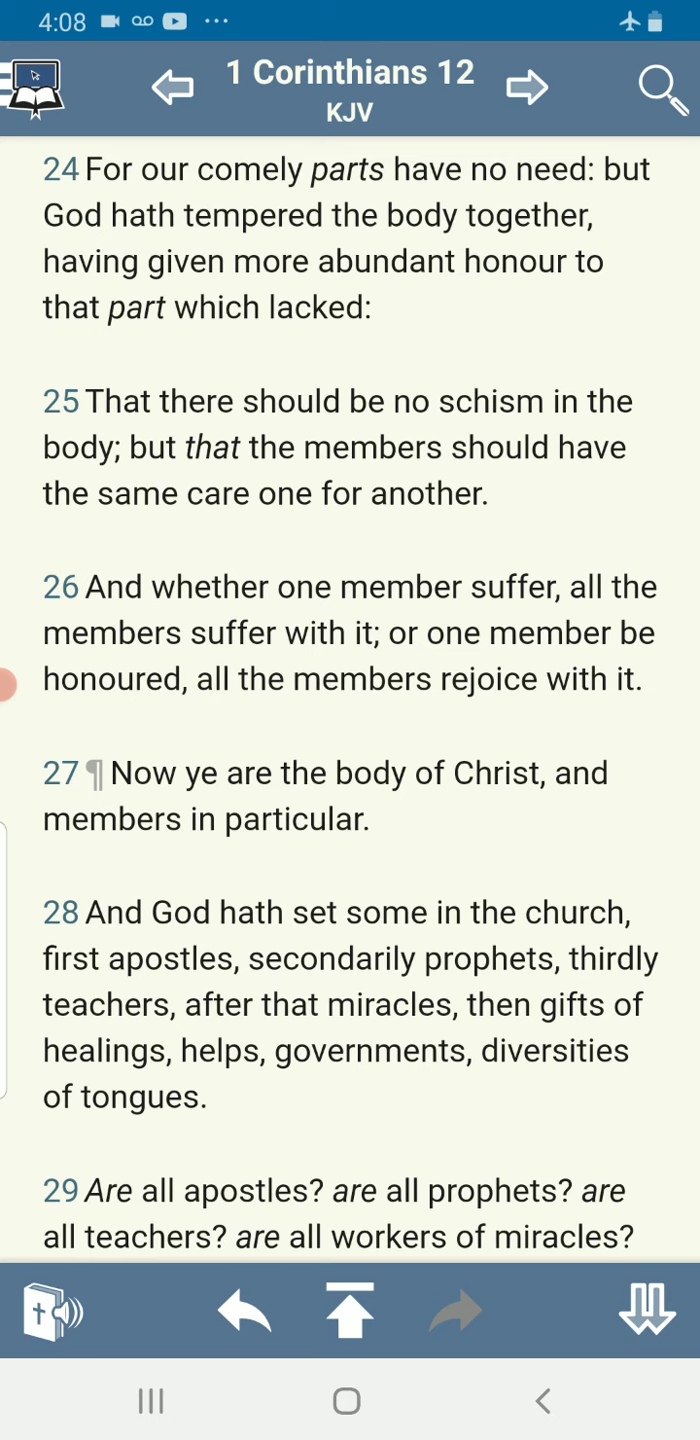 4:08
1 Corinthians 12
KJV
24 For our comely parts have no need: but
God hath tempered the body together,
having given more abundant honour to
that part which lacked:
25 That there should be no schism in the
body; but that the members should have
the same care one for another.
26 And whether one member suffer, all the
members suffer with it; or one member be
honoured, all the members rejoice with it.
27 ¶ Now ye are the body of Christ, and
members in particular.
28 And God hath set some in the church,
first apostles, secondarily prophets, thirdly
teachers, after that miracles, then gifts of
healings, helps, governments, diversities
of tongues.
29 Are all apostles? are all prophets? are
all teachers? are all workers of miracles?